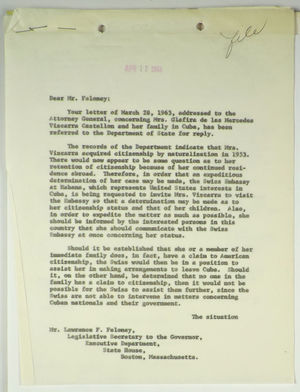 file
Dear Mr. Feloney:
Your letter of March 28, 1963, addressed to the
Attorney General, concerning Mrs. Glafira de las Mercedes
Viscarra Castellon and her family in Cuba, has been
referred to the Department of State for reply.
The records of the Department indicate that Mrs.
Viscarra acquired citizenship by naturalization in 1953.
There would now appear to be some question as to her
retention of citizenship because of her continued resi-
dence abroad. Therefore, in order that an expeditious
determination of her case may be made, the Swiss Embassy
at Habana, which represents United States interests in
Cuba, is being requested to invite Mrs. Viscarra to visit the
Embassy so that a determination may be made as to
her citizenship status and that of her children. Also,
in order to expedite the matter as much as possible, she
should be informed by the interested persons in this
country that she should communicate with the Swiss
Embassy at once concerning her status.
Should it be established that she or a member of her
immediate family does, in fact, have a claim to American
citizenship, the Swiss would then be in a position to
assist her in making arrangements to leave Cuba. Should
it, on the other hand, be determined that no one in the
family has a claim to citizenship, then it would not be
possible for the Swiss to assist them further, since the
Swiss are not able to intervene in matters concerning
Cuban nationals and their government.
The situation
Mr. Lawrence F. Feloney,
Legislative Secretary to the Governor,
Executive Department,
State House,
Boston, Massachusetts.